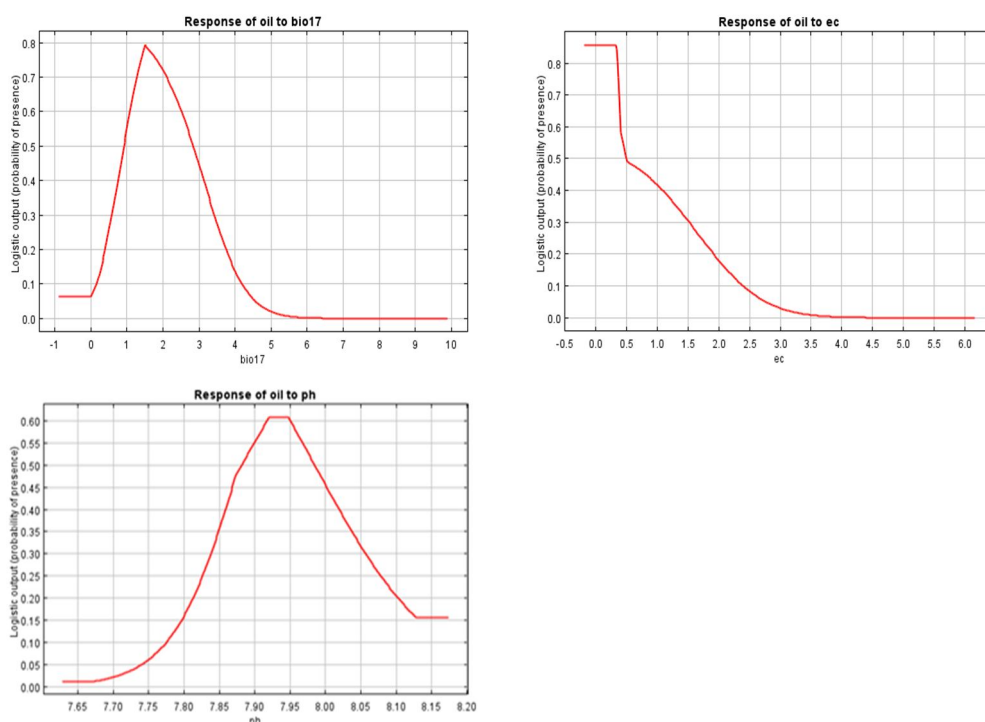 Response of oil to bio17
Logistic output (probability of presence)
0.8
0.7
0.6
0.5
0.4
0.3
0.2
0.1
0.0
-1 0 1 2 3 4 5 6 7 8 9 10
bio17
Response of oil to ec
Logistic output (probability of presence)
0.8
0.7
0.6
0.5
0.4
0.3
0.2
0.1
0.0
-0.5 0.0 0.5 1.0 1.5 2.0 2.5 3.0 3.5 4.0 4.5 5.0 5.5 6.0
ec
Response of oil to ph
Logistic output (probability of presence)
0.60
0.55
0.50
0.45
0.40
0.35
0.30
0.25
0.20
0.15
0.10
0.05
0.00
7.65 7.70 7.75 7.80 7.85 7.90 7.95 8.00 8.05 8.10 8.15 8.20
ph